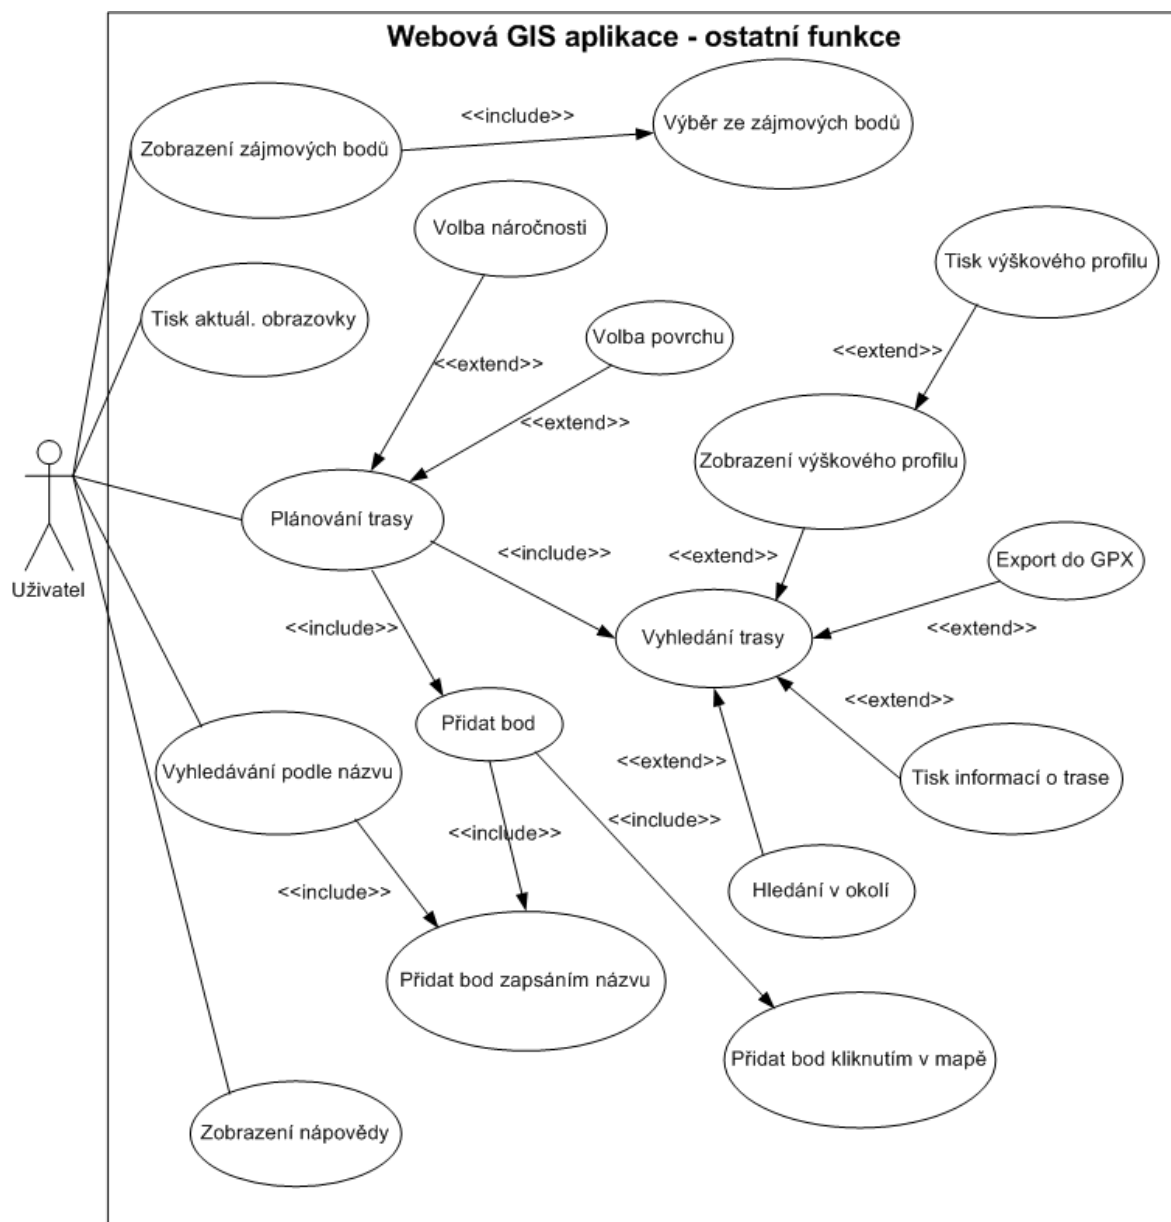 Webová GIS aplikace - ostatní funkce
<<include>>
Výběr ze zájmových bodů
Zobrazení zájmových bodů
Volba náročnosti
Tisk výškového profilu
Tisk aktuál. obrazovky
Volba povrchu
<<extend>>
<<extend>>
<<extend>>
Zobrazení výškového profilu
Plánování trasy
<<include>>
<<extend>>
Export do GPX
Uživatel
<<include>>
Vyhledání trasy
<<extend>>
<<extend>>
Přidat bod
Vyhledávání podle názvu
<<extend>>
Tisk informací o trase
<<include>>
<<include>>
<<include>>
Hledání v okolí
Přidat bod zapsáním názvu
Přidat bod kliknutím v mapě
Zobrazení nápovědy